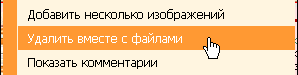 Добавить несколько изображений
Удалить вместе с файлами
Показать комментарии